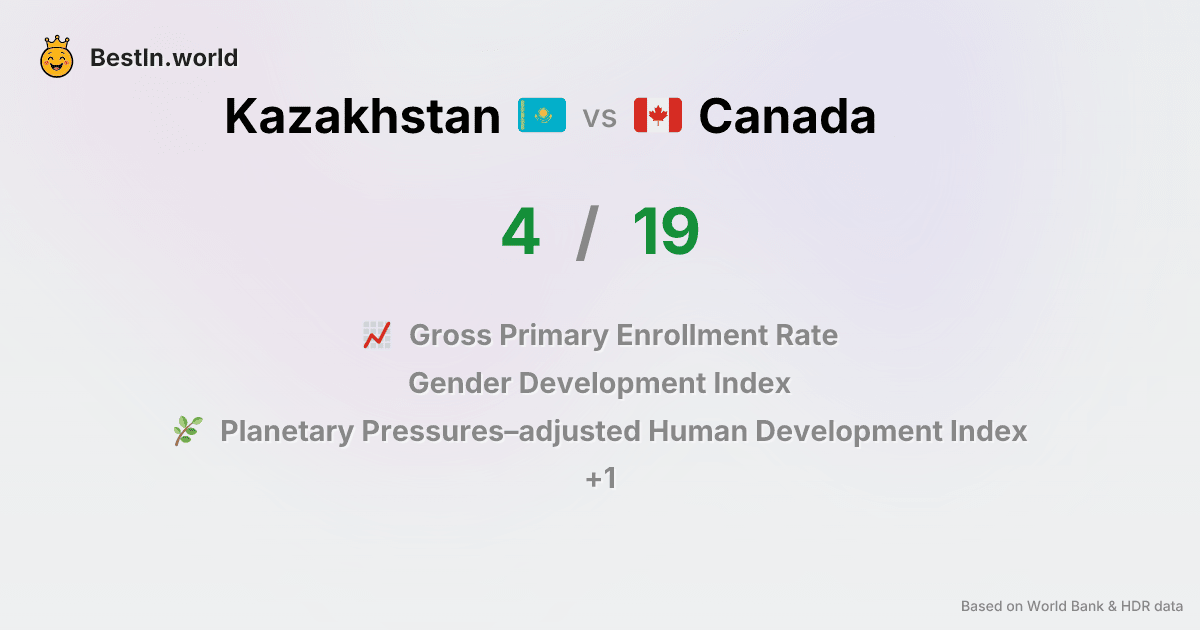 BestIn.world
Kazakhstan vs Canada
4 / 19
Gross Primary Enrollment Rate
Gender Development Index
Planetary Pressures–adjusted Human Development Index
+1
Based on World Bank & HDR data